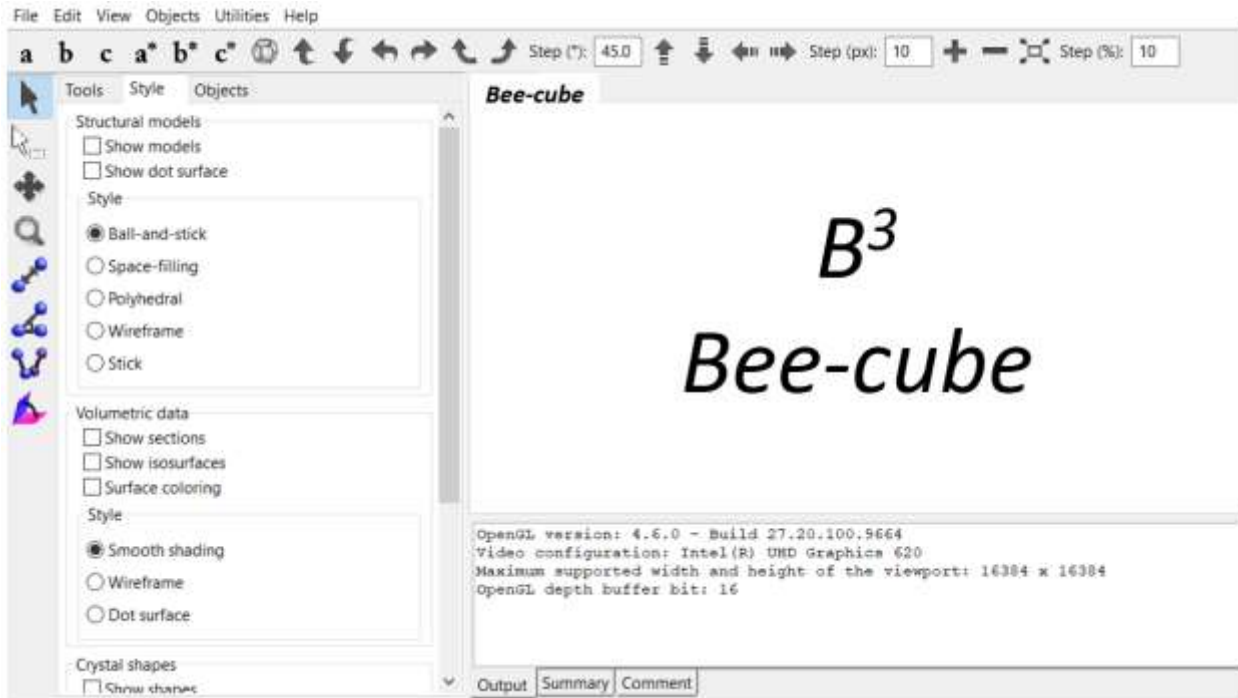 File Edit View Objects Utilities Help
a b c a* b* c* Step (°): 45.0 Step (px): 10 Step (%): 10
Tools Style Objects
Structural models
Show models
Show dot surface
Style
Ball-and-stick
Space-filling
Polyhedral
Wireframe
Stick
Volumetric data
Show sections
Show isosurfaces
Surface coloring
Style
Smooth shading
Wireframe
Dot surface
Crystal shapes
Show shapes
Bee-cube
B³
Bee-cube
OpenGL version: 4.6.0 - Build 27.20.100.9664
Video configuration: Intel(R) UHD Graphics 620
Maximum supported width and height of the viewport: 16384 x 16384
OpenGL depth buffer bit: 16
Output Summary Comment